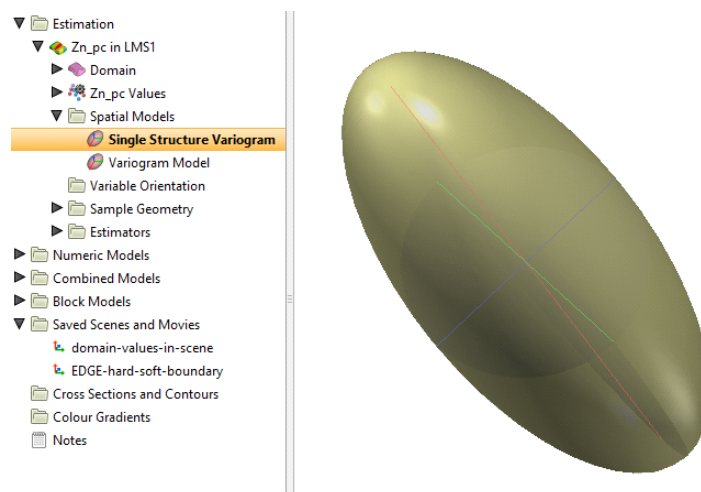 Estimation
Zn_pc in LMS1
Domain
Zn_pc Values
Spatial Models
Single Structure Variogram
Variogram Model
Variable Orientation
Sample Geometry
Estimators
Numeric Models
Combined Models
Block Models
Saved Scenes and Movies
domain-values-in-scene
EDGE-hard-soft-boundary
Cross Sections and Contours
Colour Gradients
Notes